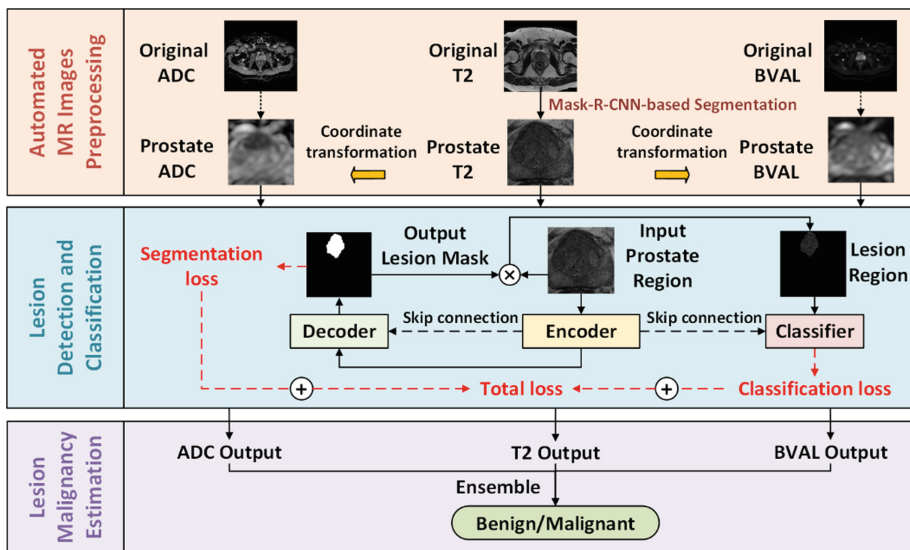 Automated
MR Images
Preprocessing
Original
ADC
Original
T2
Original
BVAL
Mask-R-CNN-based Segmentation
Prostate
ADC
Coordinate
transformation
Prostate
T2
Coordinate
transformation
Prostate
BVAL
Lesion
Detection and
Classification
Segmentation
loss
Output
Lesion Mask
Input
Prostate
Region
Lesion
Region
Decoder
Skip connection
Encoder
Skip connection
Classifier
Total loss
Classification loss
Lesion
Malignancy
Estimation
ADC Output
T2 Output
BVAL Output
Ensemble
Benign/Malignant